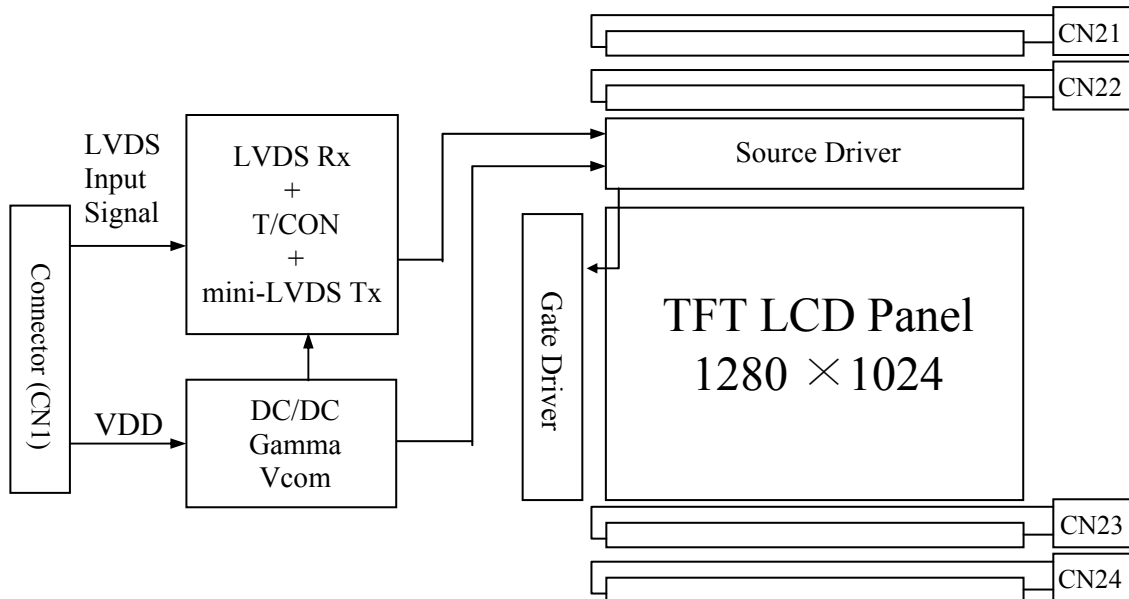 CN21
CN22
LVDS
Input
Signal
LVDS Rx
+
T/CON
+
mini-LVDS Tx
Source Driver
Connector (CN1)
Gate Driver
TFT LCD Panel
1280 ×1024
VDD
DC/DC
Gamma
Vcom
CN23
CN24